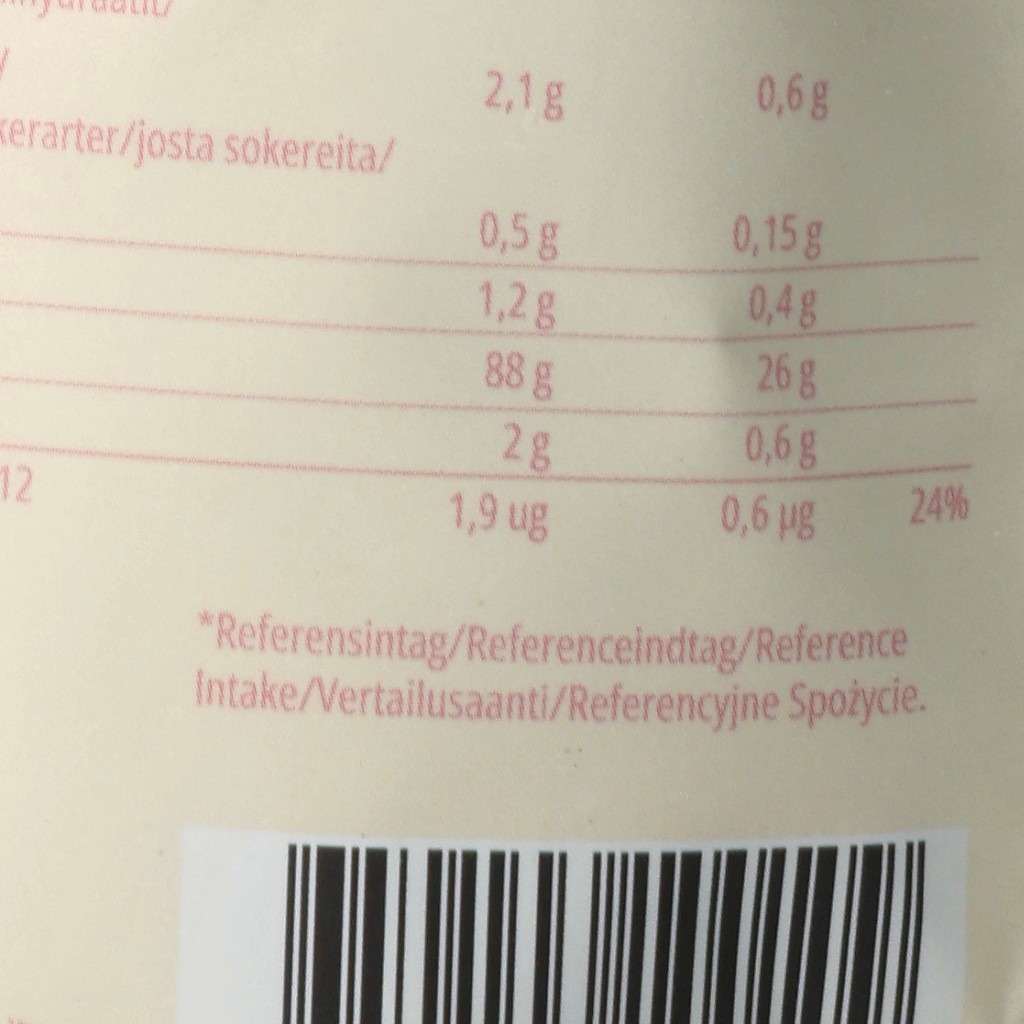 2,1 g 0,6 g
/josta sokereita/
0,5 g 0,15 g
1,2 g 0,4 g
88 g 26 g
2 g 0,6 g
12 1,9 ug 0,6 µg 24%
*Referensintag/Referenceindtag/Reference
Intake/Vertailusaanti/Referencyjne Spożycie.